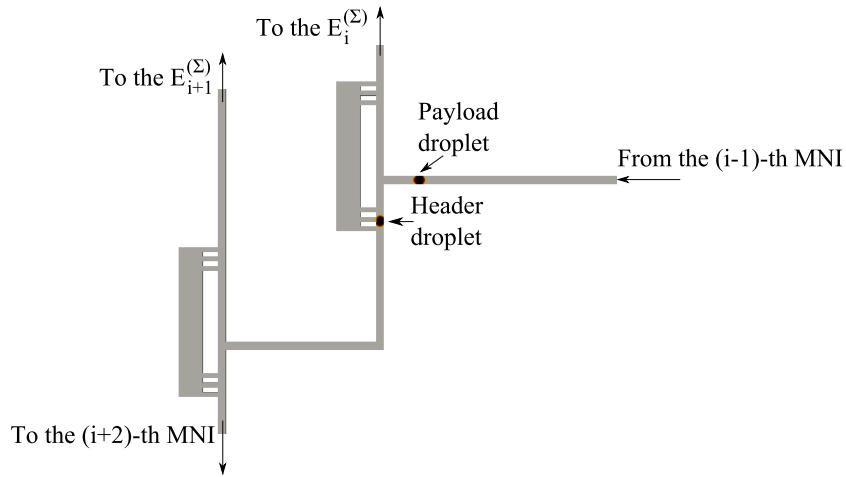 To the E_i^(Σ)
To the E_{i+1}^(Σ)
Payload
droplet
From the (i-1)-th MNI
Header
droplet
To the (i+2)-th MNI